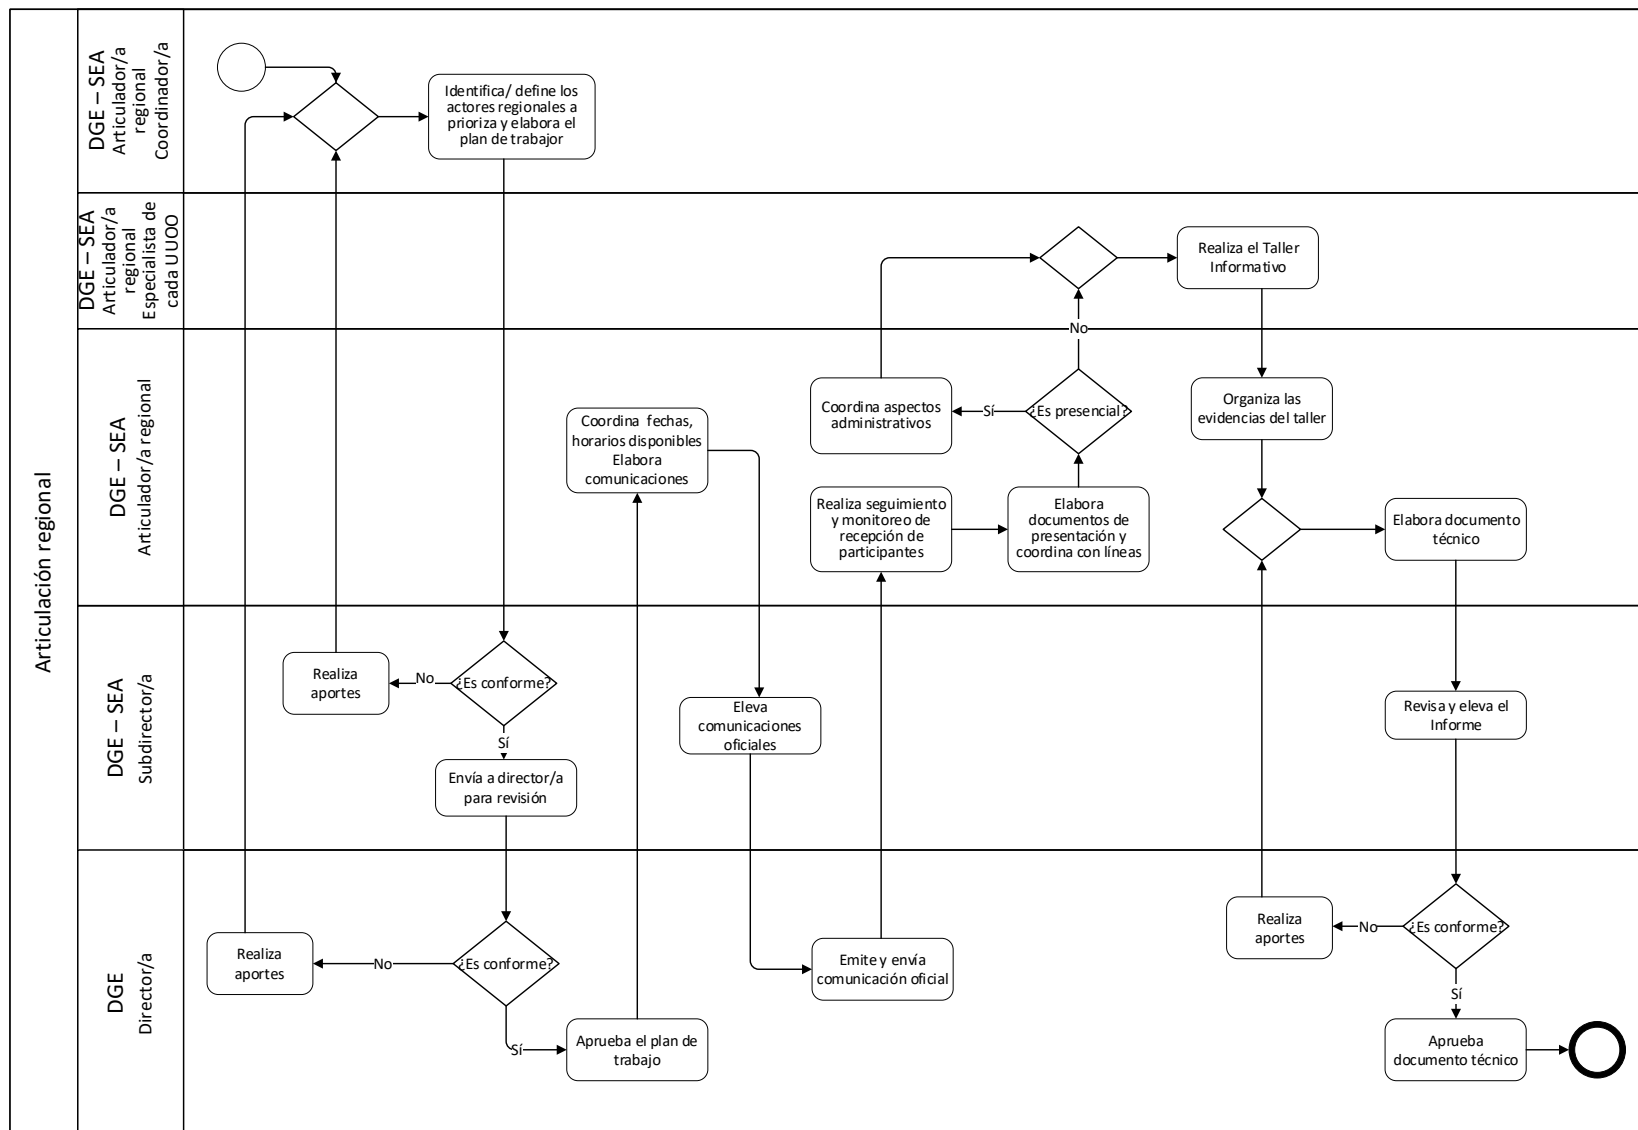 Articulación regional
DGE – SEA
Articulador/a
regional
Coordinador/a
Identifica/ define los
actores regionales a
prioriza y elabora el
plan de trabajor
DGE – SEA
Articulador/a
regional
Especialista de
cada UUOO
Realiza el Taller
Informativo
No
DGE – SEA
Articulador/a regional
Coordina fechas,
horarios disponibles
Elabora
comunicaciones
Coordina aspectos
administrativos
Sí
¿Es presencial?
Organiza las
evidencias del taller
Realiza seguimiento
y monitoreo de
recepción de
participantes
Elabora
documentos de
presentación y
coordina con líneas
Elabora documento
técnico
DGE – SEA
Subdirector/a
Realiza
aportes
No
¿Es conforme?
Sí
Envía a director/a
para revisión
Eleva
comunicaciones
oficiales
Revisa y eleva el
Informe
DGE
Director/a
Realiza
aportes
No
¿Es conforme?
Sí
Aprueba el plan de
trabajo
Emite y envía
comunicación oficial
Realiza
aportes
No
¿Es conforme?
Sí
Aprueba
documento técnico